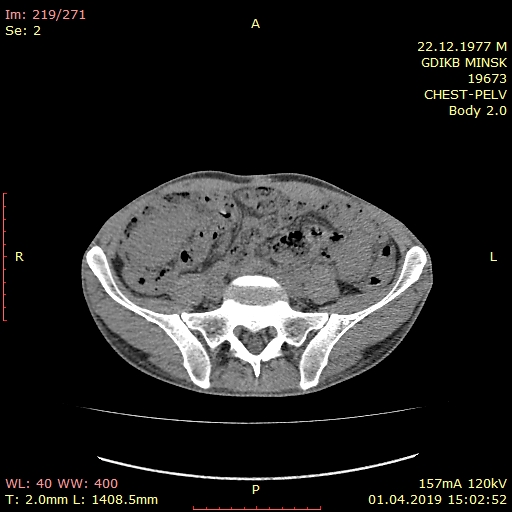 Im: 219/271
Se: 2
A
22.12.1977 M
GDIKB MINSK
19673
CHEST-PELV
Body 2.0
R
L
WL: 40 WW: 400
T: 2.0mm L: 1408.5mm
P
157mA 120kV
01.04.2019 15:02:52